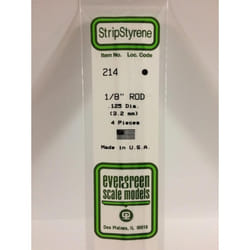 StripStyrene
Item No. Loc. Code
214
1/8" ROD
.125 Dia.
(3.2 mm)
4 Pieces
Made in U.S.A.
evergreen
scale models
Des Plaines, IL 60018